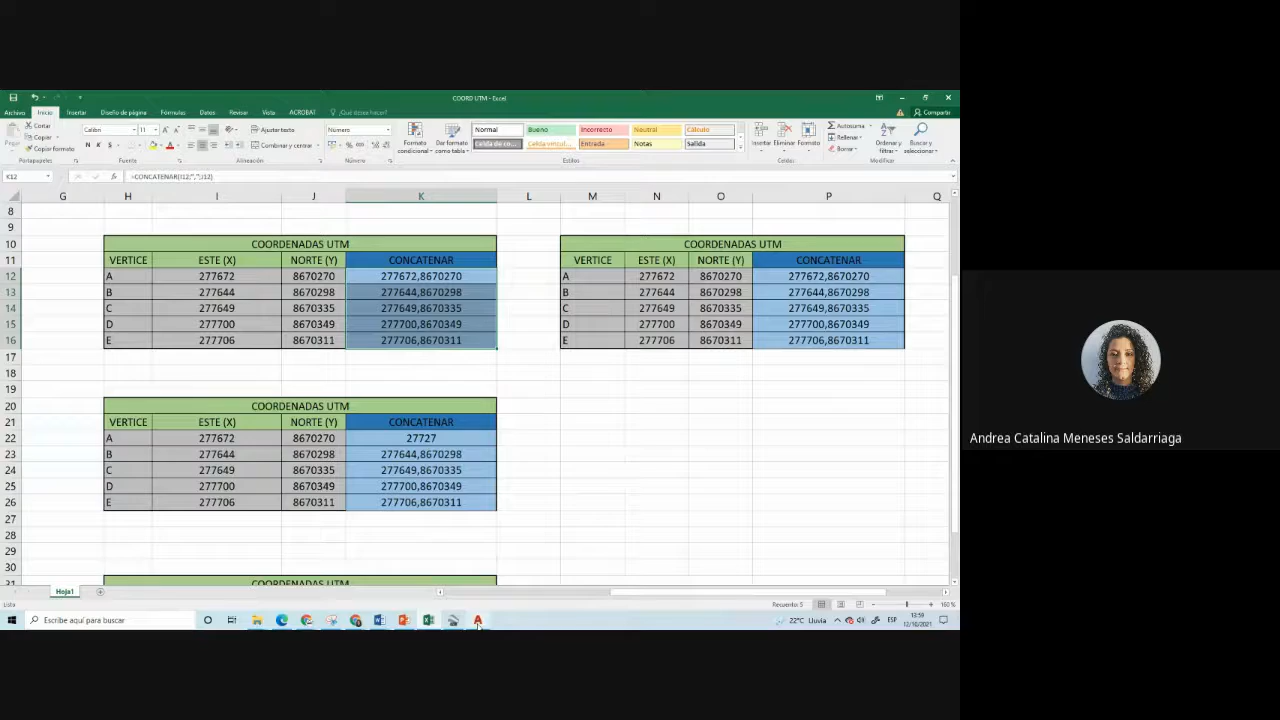 COORD UTM - Excel
Archivo Inicio Insertar Diseño de página Fórmulas Datos Revisar Vista ACROBAT ¿Qué desea hacer? Compartir
Cortar
Copiar
Copiar formato
Pegar
Portapapeles
Calibri 11
N K S
Fuente
Ajustar texto
Combinar y centrar
Alineación
Número
Número
Formato condicional
Dar formato como tabla
Normal Bueno Incorrecto Neutral Cálculo
Celda de co... Celda vincul... Entrada Notas Salida
Estilos
Insertar Eliminar Formato
Celdas
Autosuma
Rellenar
Borrar
Ordenar y filtrar
Buscar y seleccionar
Modificar
K12 =CONCATENAR(I12;",";J12)
G H I J K L M N O P Q
8
9
10 COORDENADAS UTM COORDENADAS UTM
11 VERTICE ESTE (X) NORTE (Y) CONCATENAR VERTICE ESTE (X) NORTE (Y) CONCATENAR
12 A 277672 8670270 277672,8670270 A 277672 8670270 277672,8670270
13 B 277644 8670298 277644,8670298 B 277644 8670298 277644,8670298
14 C 277649 8670335 277649,8670335 C 277649 8670335 277649,8670335
15 D 277700 8670349 277700,8670349 D 277700 8670349 277700,8670349
16 E 277706 8670311 277706,8670311 E 277706 8670311 277706,8670311
17
18
19
20 COORDENADAS UTM
21 VERTICE ESTE (X) NORTE (Y) CONCATENAR
22 A 277672 8670270 27727
23 B 277644 8670298 277644,8670298
24 C 277649 8670335 277649,8670335
25 D 277700 8670349 277700,8670349
26 E 277706 8670311 277706,8670311
27
28
29
30
31 COORDENADAS UTM
Hoja1
Listo Recuento: 5 160 %
Escribe aquí para buscar
22°C Lluvia ESP 13:59
12/10/2021
Andrea Catalina Meneses Saldarriaga